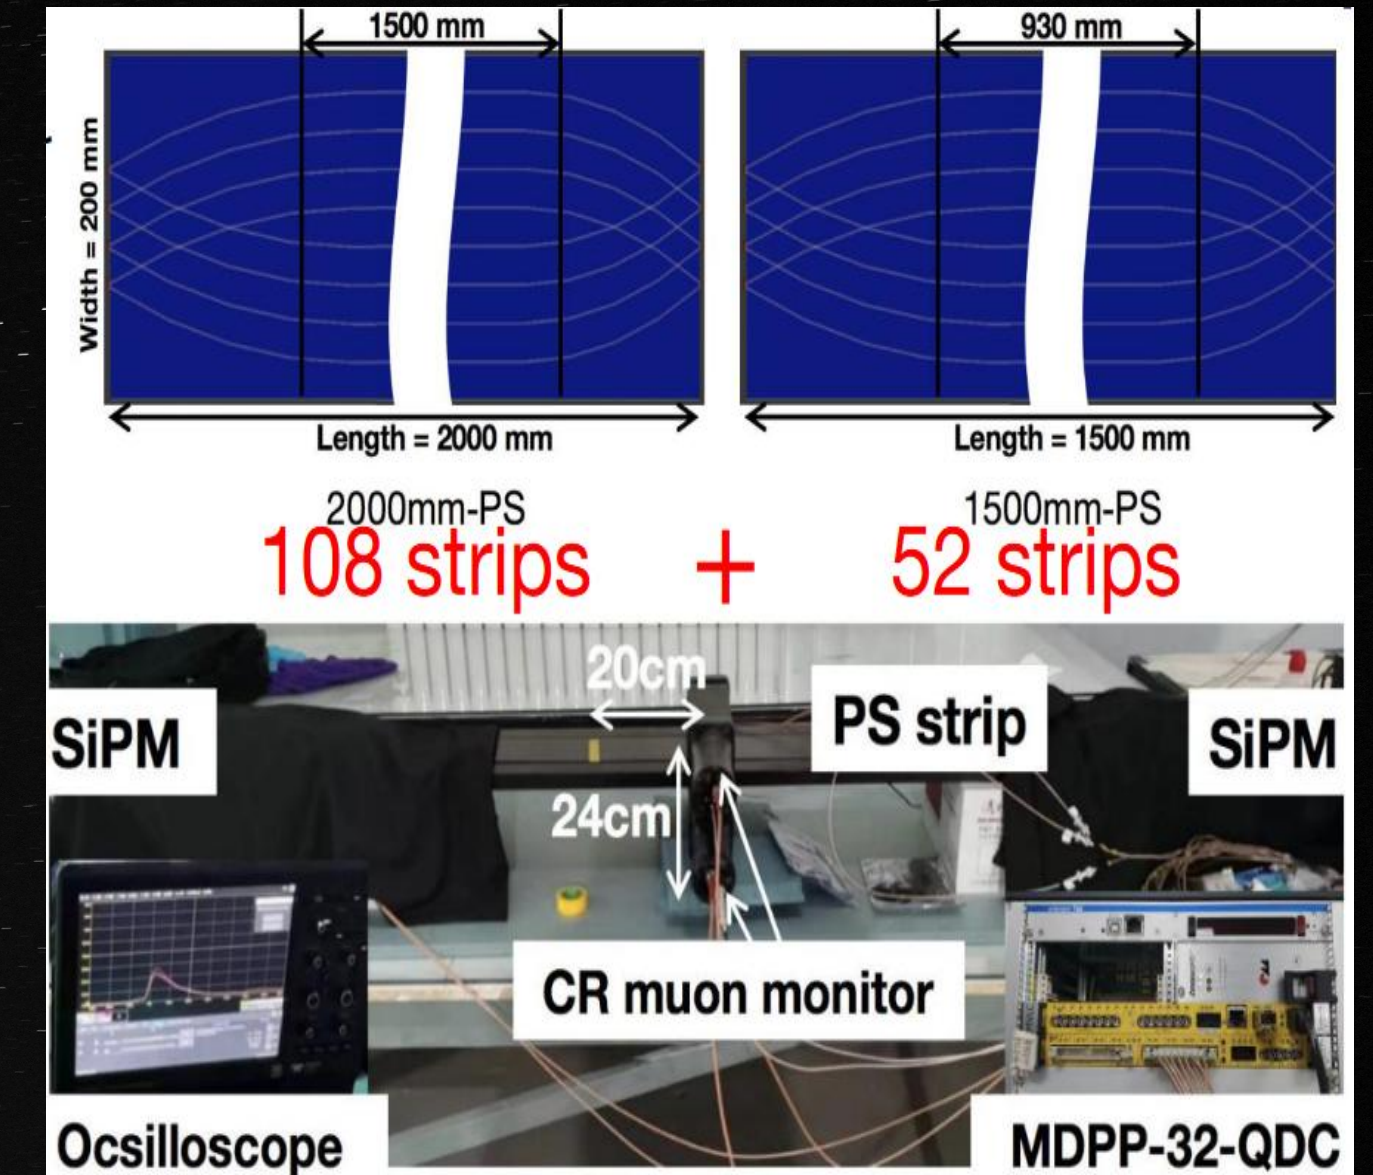 1500 mm
930 mm
Width = 200 mm
Length = 2000 mm
Length = 1500 mm
2000mm-PS
1500mm-PS
108 strips + 52 strips
20cm
SiPM
PS strip
SiPM
24cm
CR muon monitor
Ocsilloscope
MDPP-32-QDC